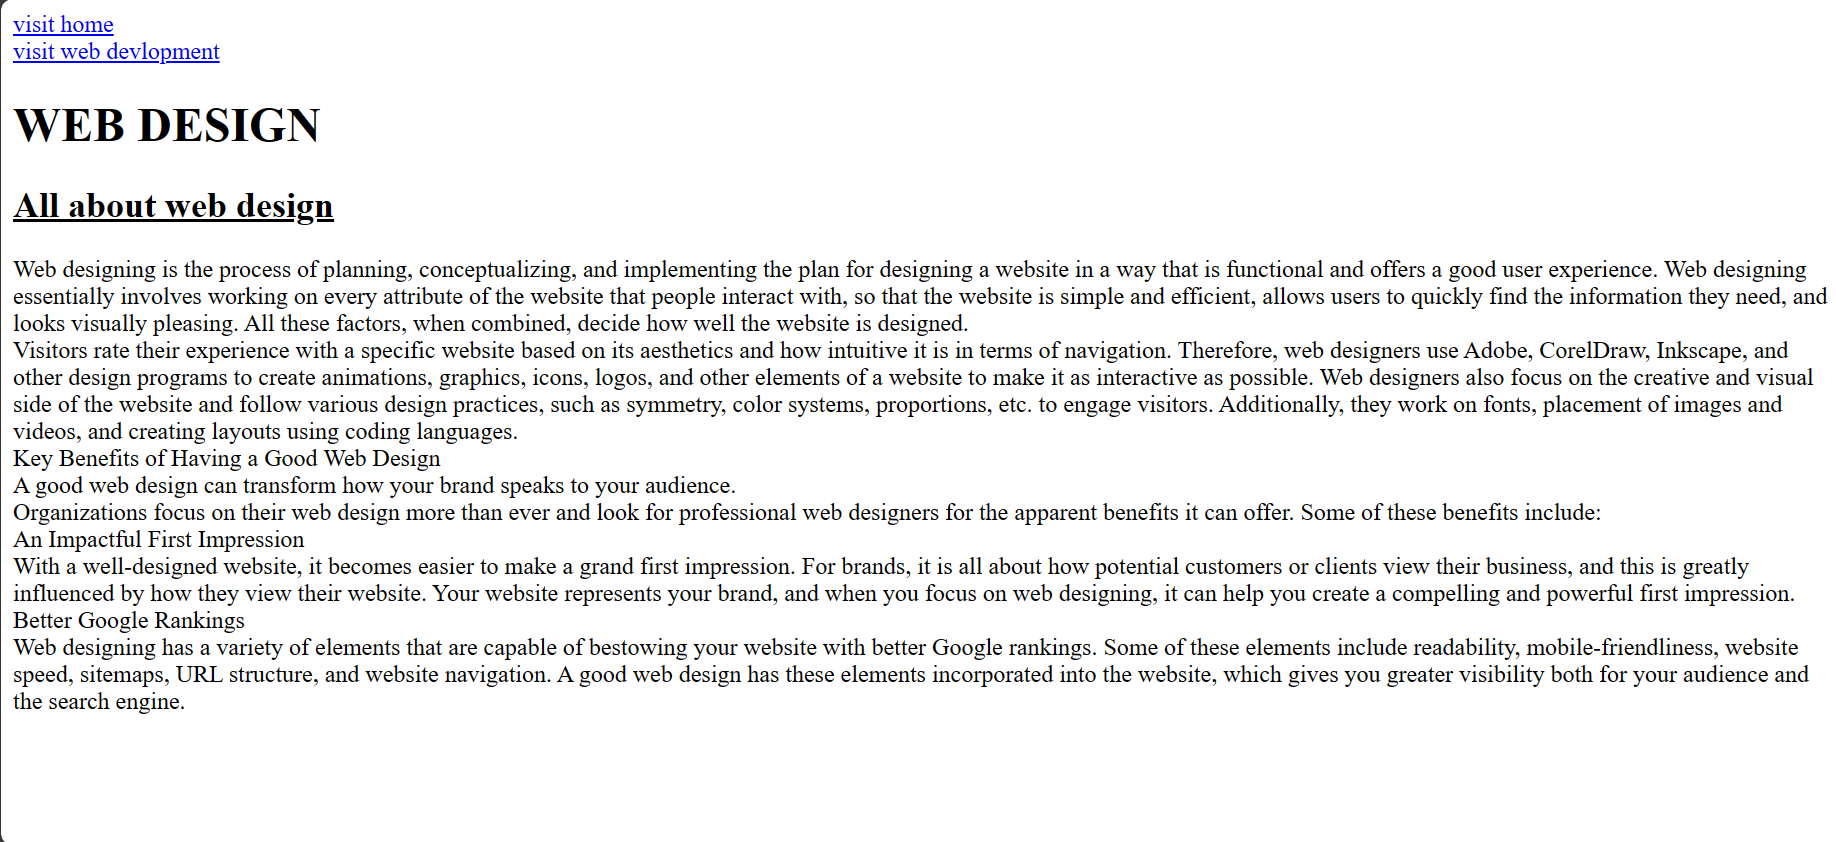 visit home
visit web devlopment
WEB DESIGN
All about web design
Web designing is the process of planning, conceptualizing, and implementing the plan for designing a website in a way that is functional and offers a good user experience. Web designing
essentially involves working on every attribute of the website that people interact with, so that the website is simple and efficient, allows users to quickly find the information they need, and
looks visually pleasing. All these factors, when combined, decide how well the website is designed.
Visitors rate their experience with a specific website based on its aesthetics and how intuitive it is in terms of navigation. Therefore, web designers use Adobe, CorelDraw, Inkscape, and
other design programs to create animations, graphics, icons, logos, and other elements of a website to make it as interactive as possible. Web designers also focus on the creative and visual
side of the website and follow various design practices, such as symmetry, color systems, proportions, etc. to engage visitors. Additionally, they work on fonts, placement of images and
videos, and creating layouts using coding languages.
Key Benefits of Having a Good Web Design
A good web design can transform how your brand speaks to your audience.
Organizations focus on their web design more than ever and look for professional web designers for the apparent benefits it can offer. Some of these benefits include:
An Impactful First Impression
With a well-designed website, it becomes easier to make a grand first impression. For brands, it is all about how potential customers or clients view their business, and this is greatly
influenced by how they view their website. Your website represents your brand, and when you focus on web designing, it can help you create a compelling and powerful first impression.
Better Google Rankings
Web designing has a variety of elements that are capable of bestowing your website with better Google rankings. Some of these elements include readability, mobile-friendliness, website
speed, sitemaps, URL structure, and website navigation. A good web design has these elements incorporated into the website, which gives you greater visibility both for your audience and
the search engine.